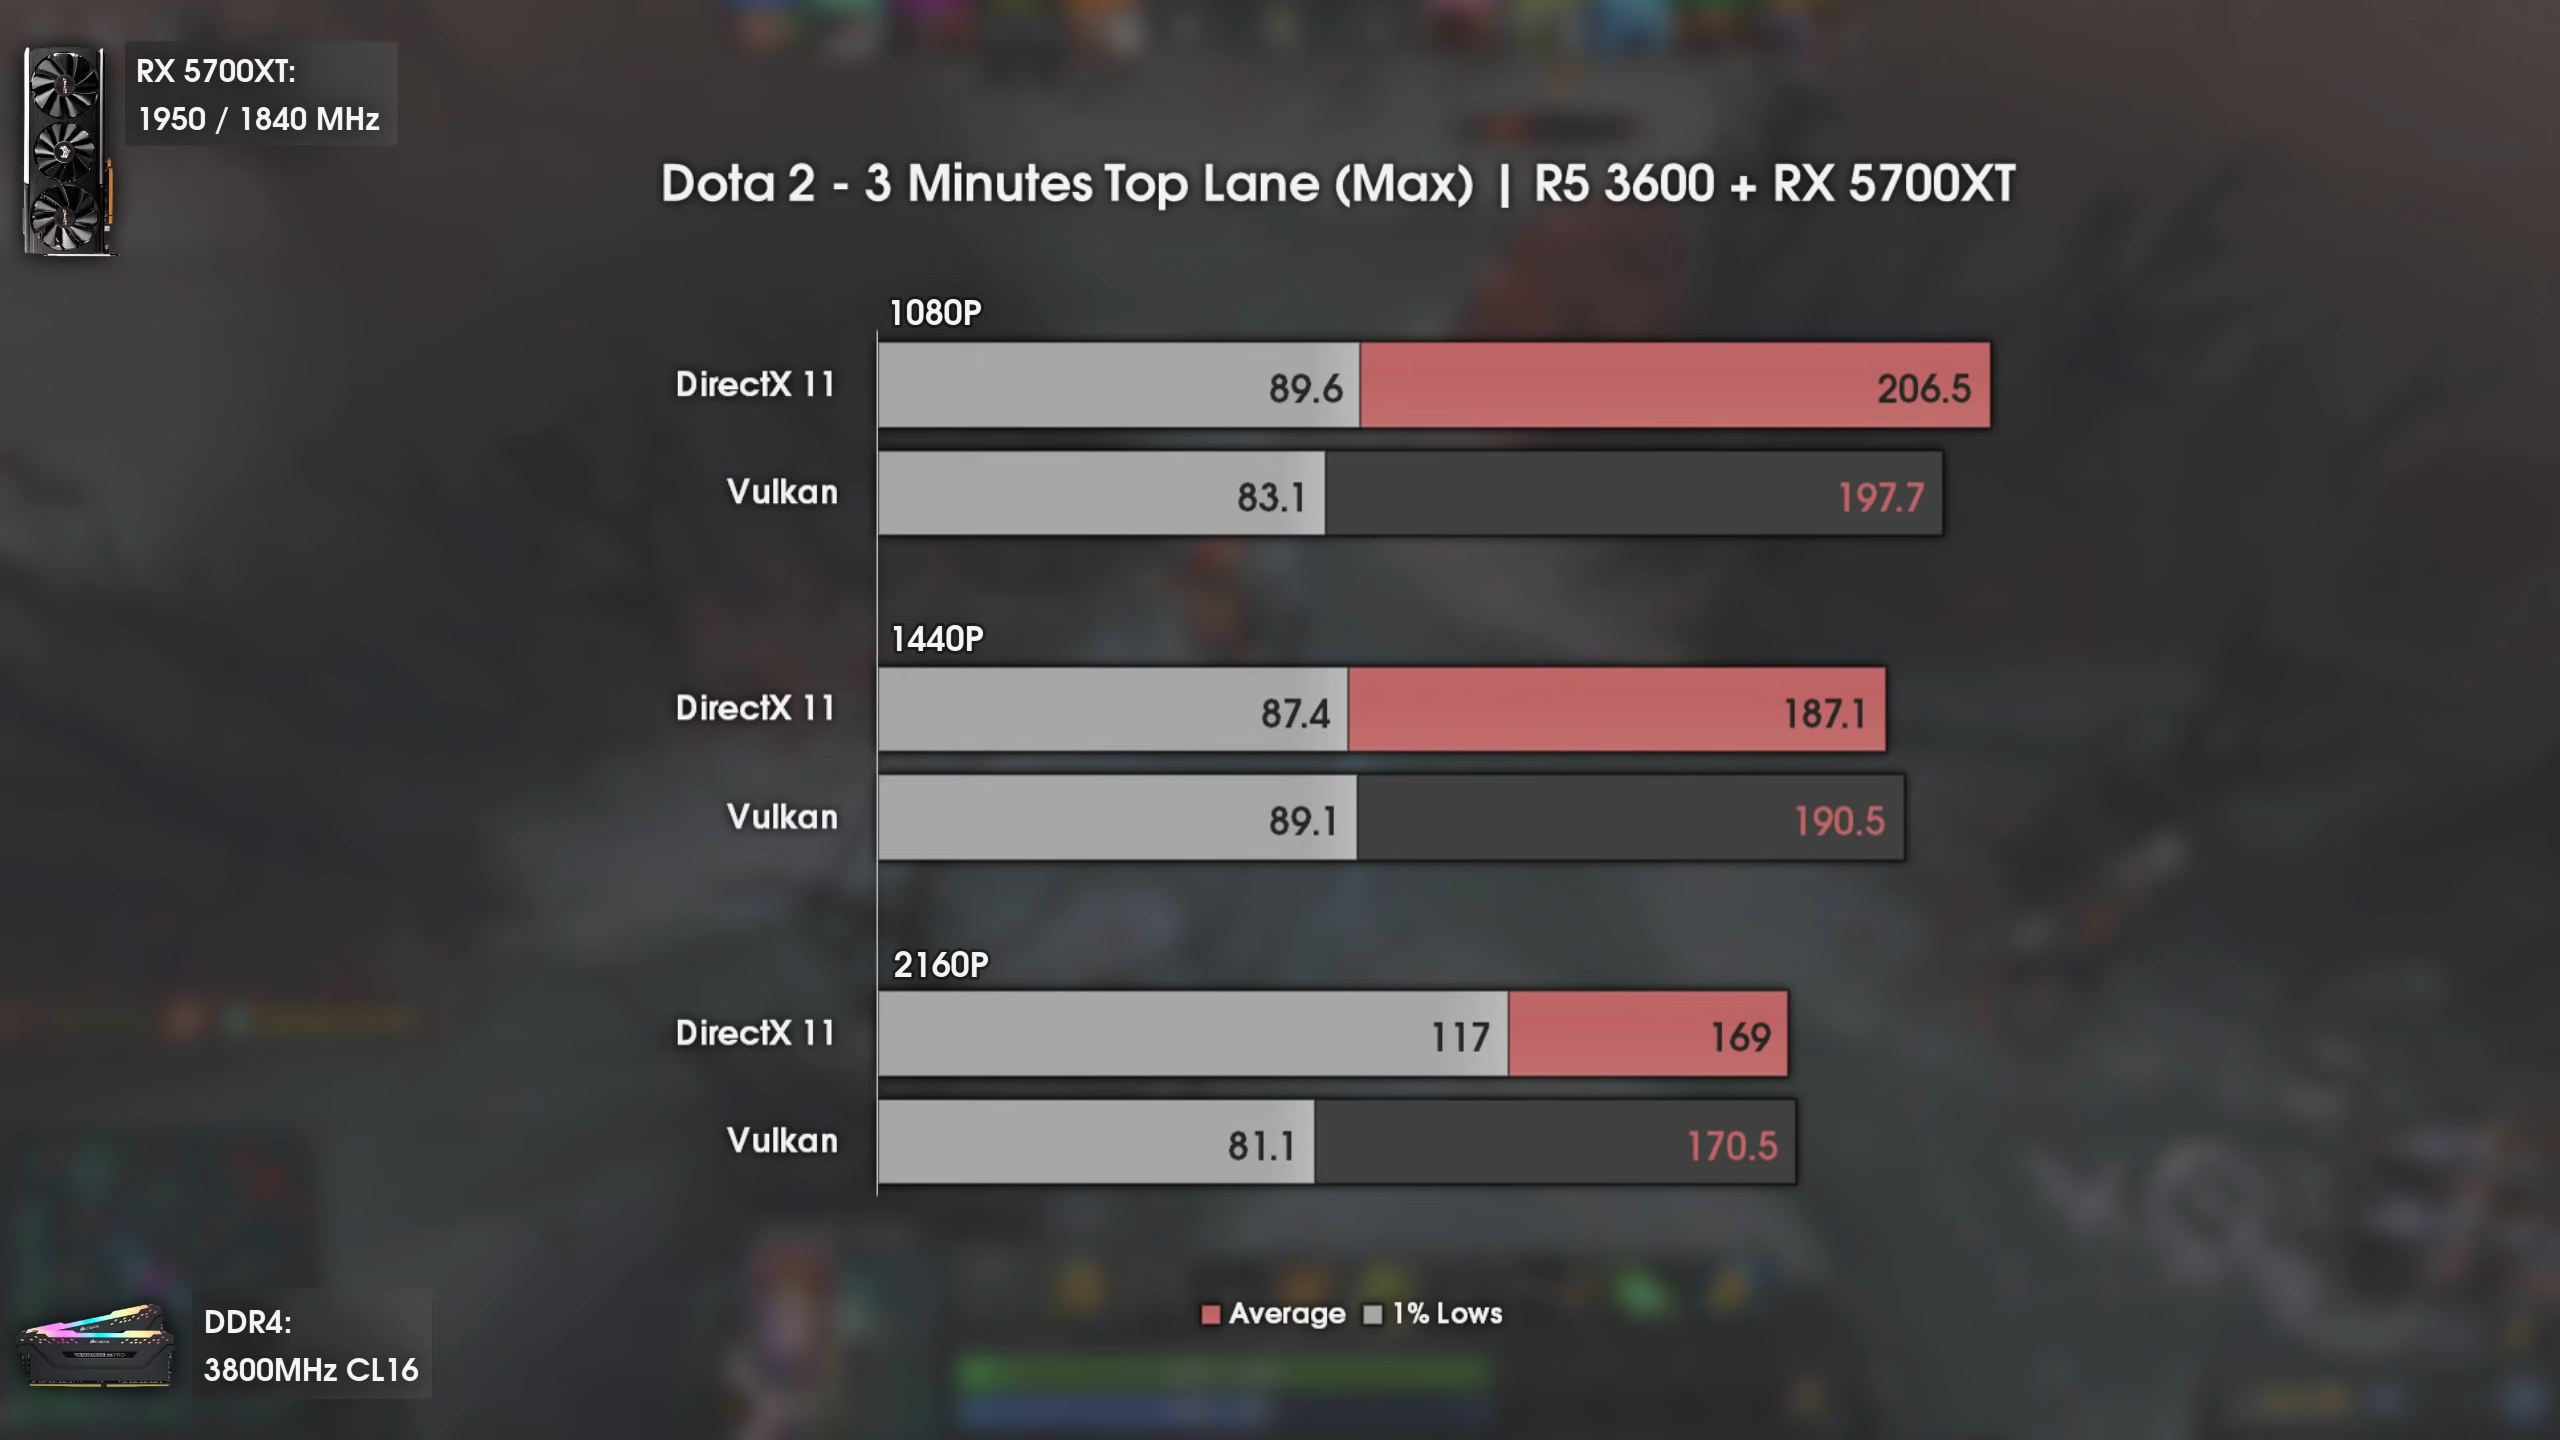 RX 5700XT:
1950 / 1840 MHz
Dota 2 - 3 Minutes Top Lane (Max) | R5 3600 + RX 5700XT
1080P
DirectX 11
89.6
206.5
Vulkan
83.1
197.7
1440P
DirectX 11
87.4
187.1
Vulkan
89.1
190.5
2160P
DirectX 11
117
169
Vulkan
81.1
170.5
Average
1% Lows
DDR4:
3800MHz CL16